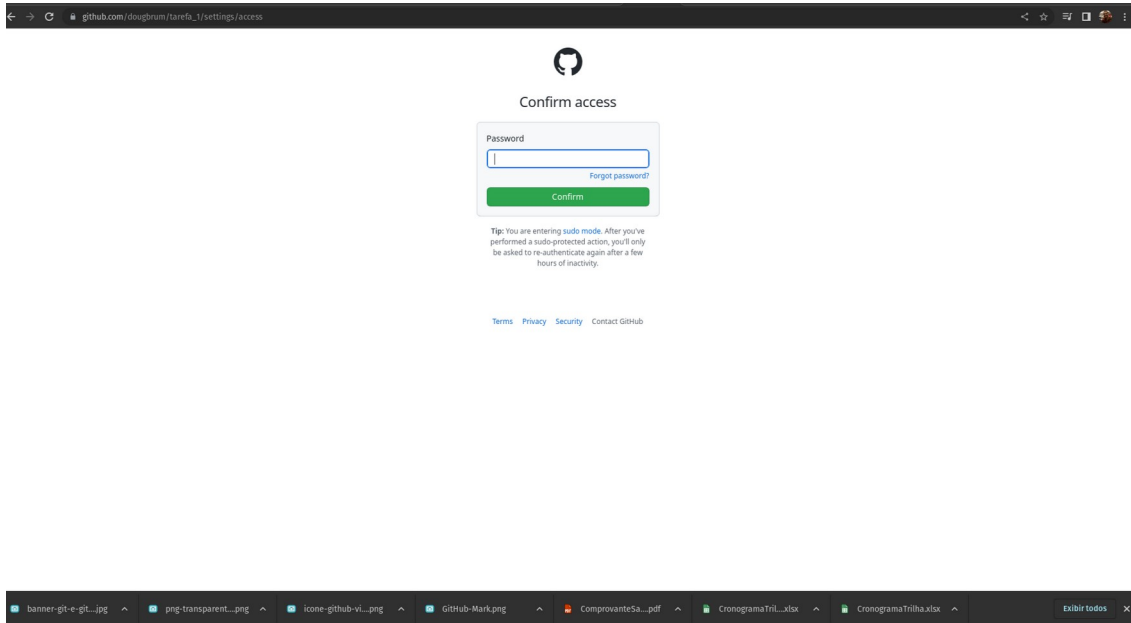 github.com/dougbrum/tarefa_1/settings/access
Confirm access
Password
Forgot password?
Confirm
Tip: You are entering sudo mode. After you've
performed a sudo-protected action, you'll only
be asked to re-authenticate again after a few
hours of inactivity.
Terms Privacy Security Contact GitHub
banner-git-e-git....jpg png-transparent....png icone-github-vi....png GitHub-Mark.png ComprovanteSa....pdf CronogramaTril....xlsx CronogramaTrilha.xlsx Exibir todos